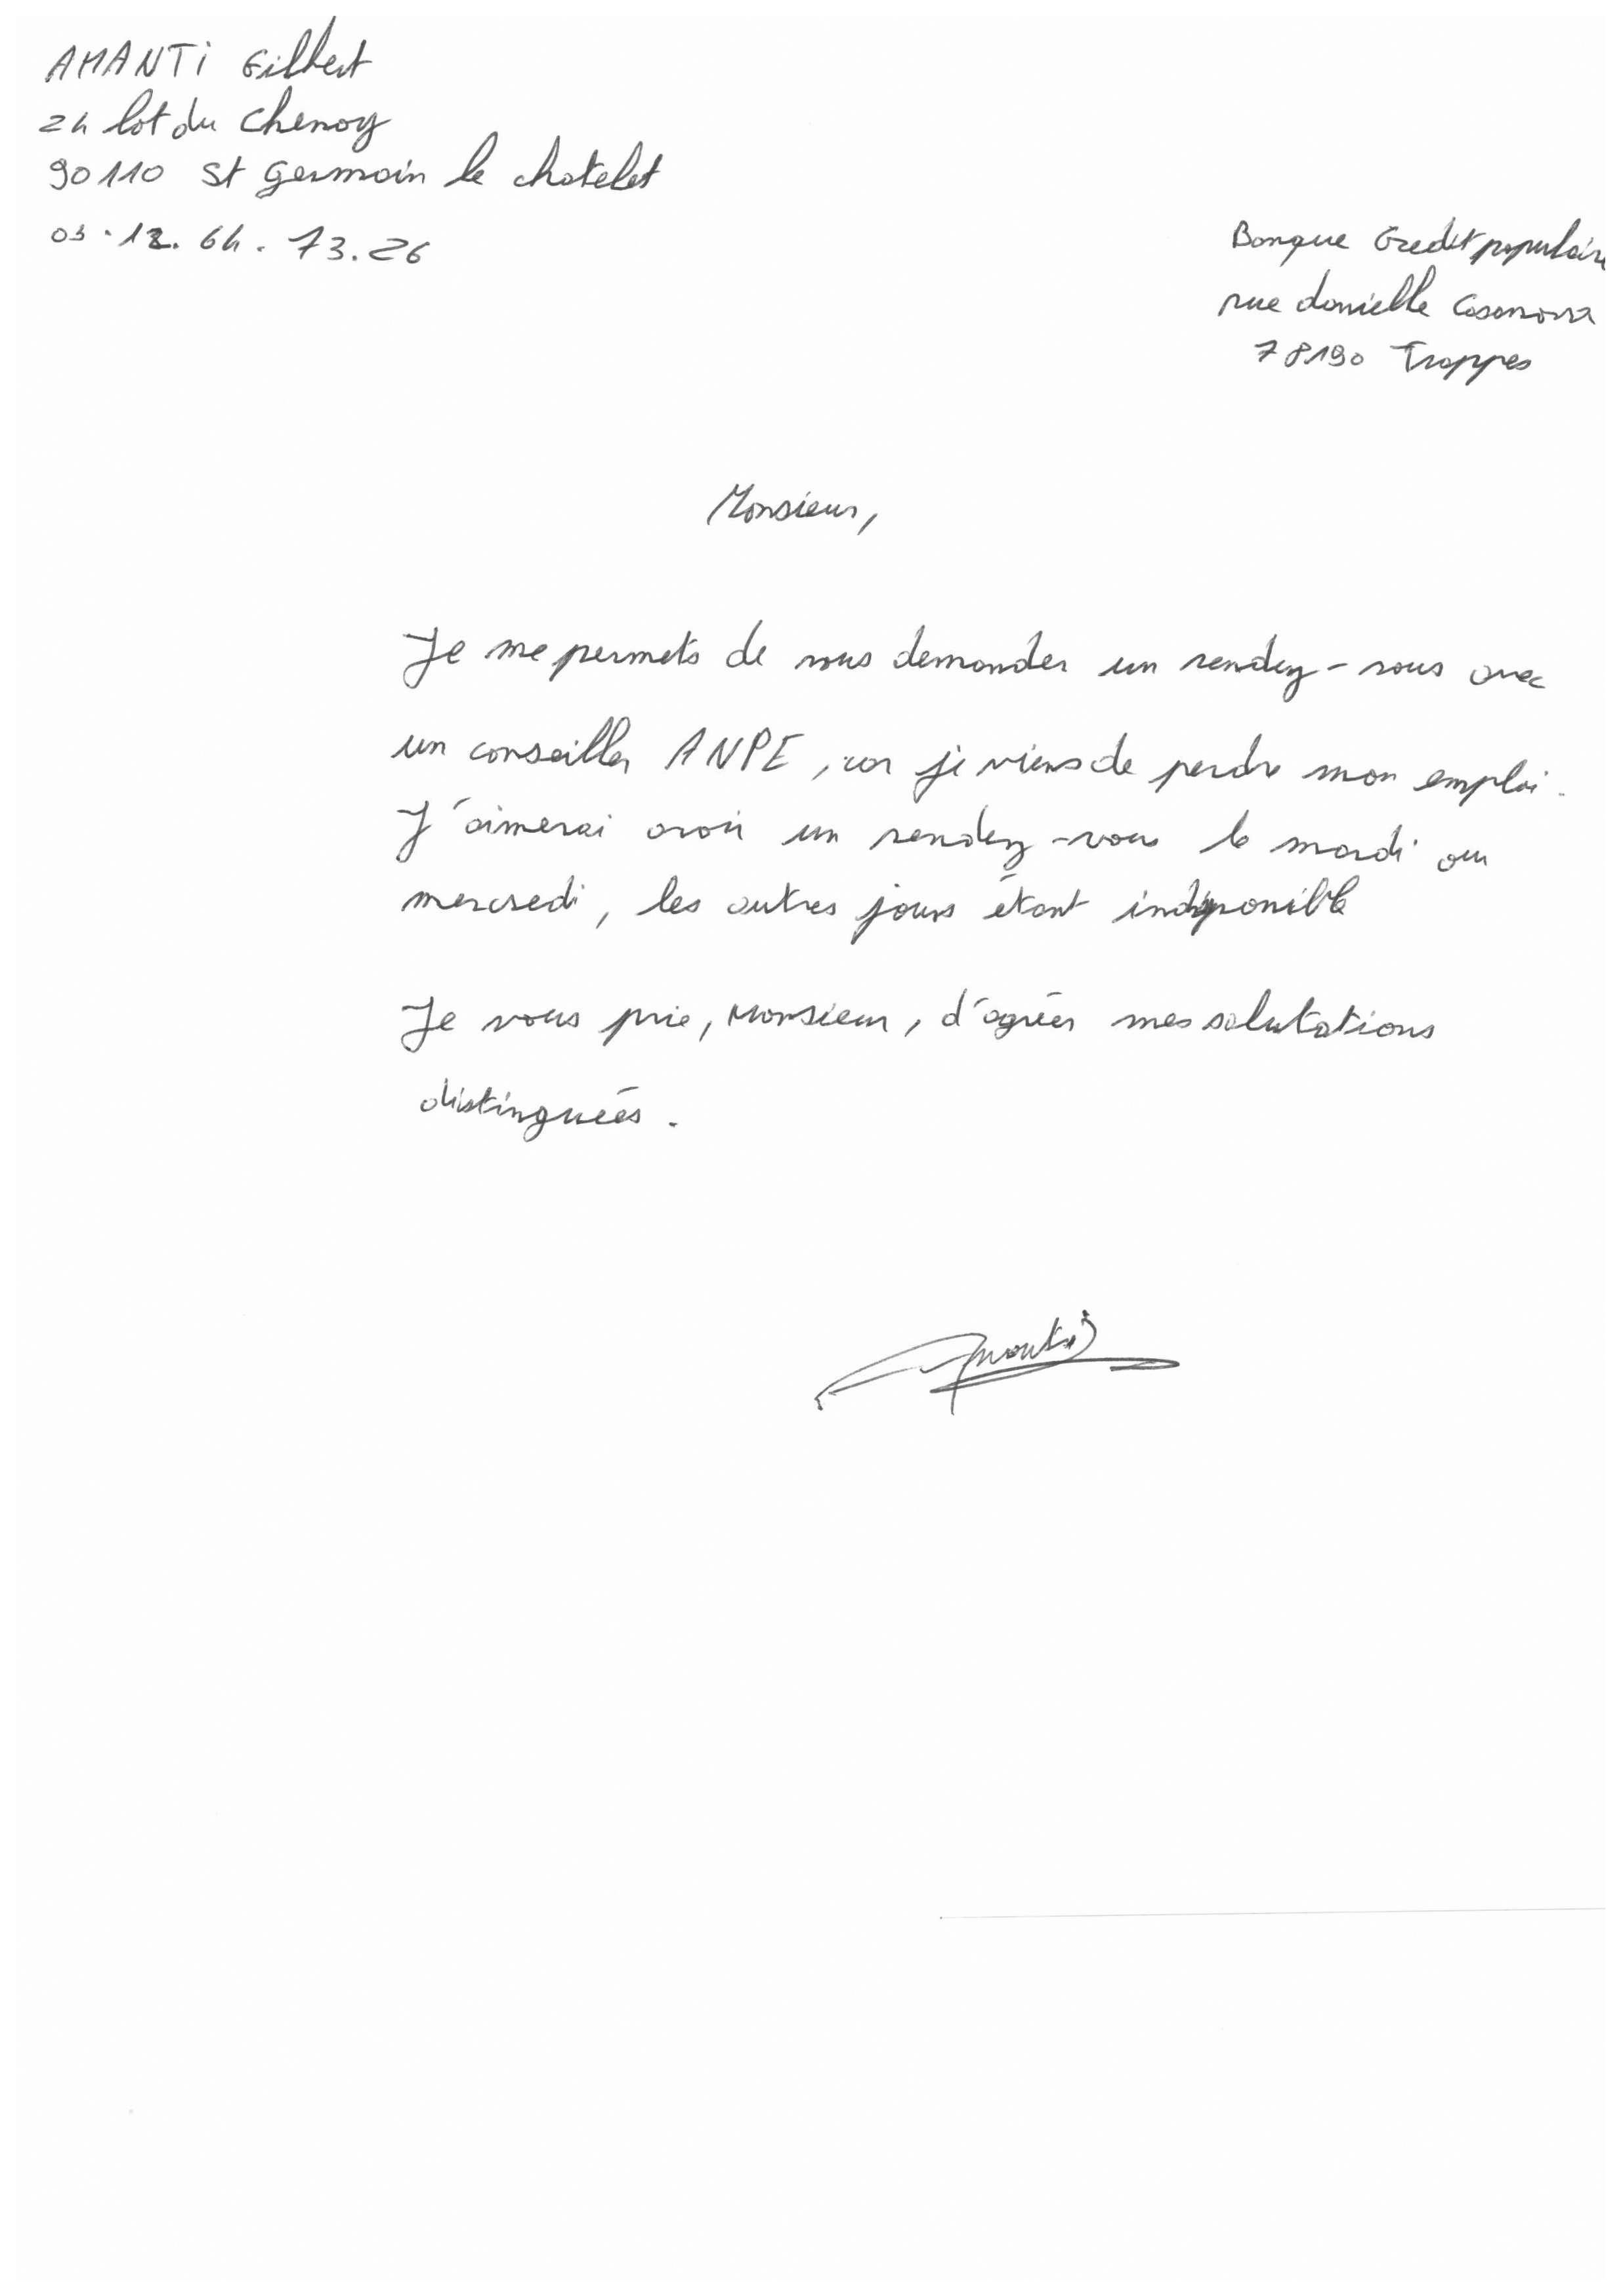 AMANTi Gilbert
24 lot du Chenoy
90110 St Germain le chatelet
03.12.64.73.26
Banque Credit populaire
rue danielle Casanova
78190 Trappes
Monsieur,
Je me permets de vous demander un rendez-vous avec
un conseiller ANPE, car je viens de perdre mon emploi.
J'aimerai avoir un rendez-vous le mardi ou
mercredi, les autres jours étant indisponible
Je vous prie, Monsieur, d'agréer mes salutations
distinguées.
Amanti